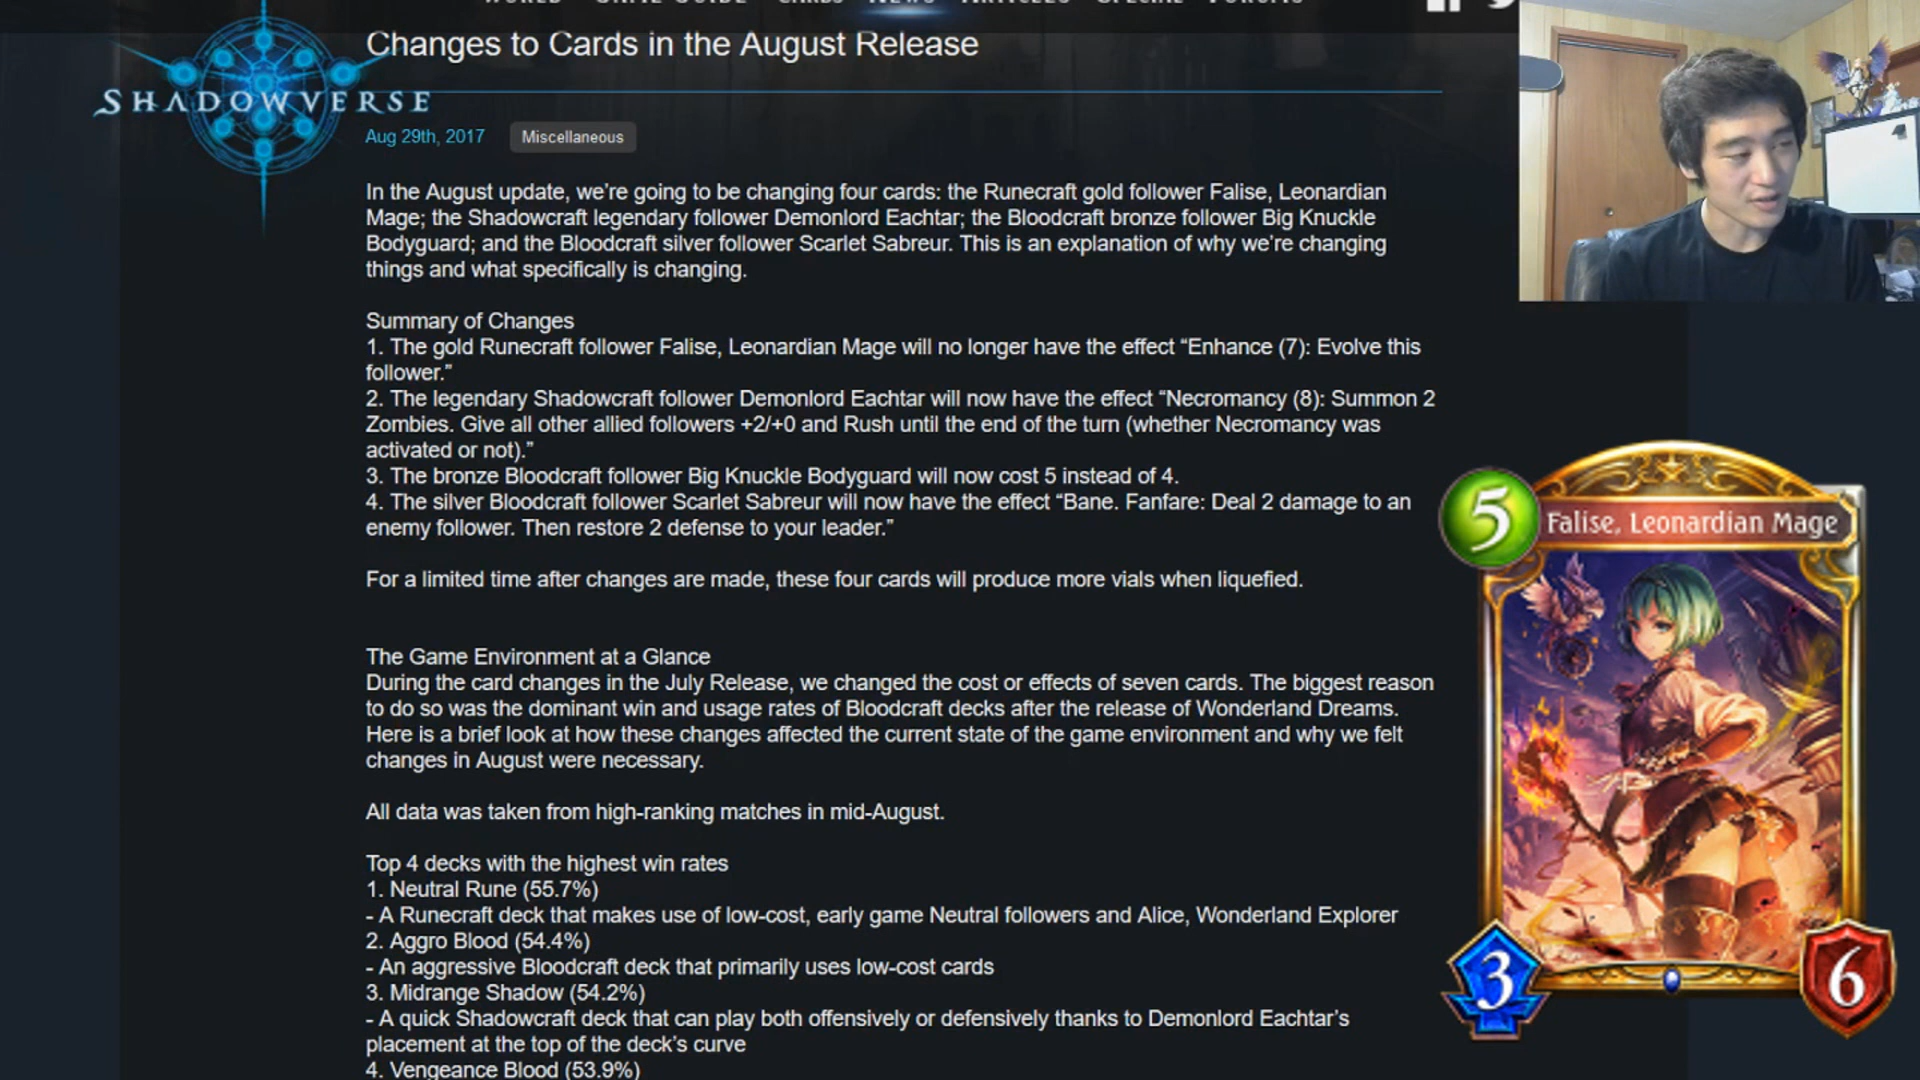 WORLD GAME GUIDE CARDS NEWS ARTICLES SPECIAL FORUMS
Changes to Cards in the August Release
SHADOWVERSE
Aug 29th, 2017 Miscellaneous
In the August update, we’re going to be changing four cards: the Runecraft gold follower Falise, Leonardian
Mage; the Shadowcraft legendary follower Demonlord Eachtar; the Bloodcraft bronze follower Big Knuckle
Bodyguard; and the Bloodcraft silver follower Scarlet Sabreur. This is an explanation of why we’re changing
things and what specifically is changing.
Summary of Changes
1. The gold Runecraft follower Falise, Leonardian Mage will no longer have the effect “Enhance (7): Evolve this
follower.”
2. The legendary Shadowcraft follower Demonlord Eachtar will now have the effect “Necromancy (8): Summon 2
Zombies. Give all other allied followers +2/+0 and Rush until the end of the turn (whether Necromancy was
activated or not).”
3. The bronze Bloodcraft follower Big Knuckle Bodyguard will now cost 5 instead of 4.
4. The silver Bloodcraft follower Scarlet Sabreur will now have the effect “Bane. Fanfare: Deal 2 damage to an
enemy follower. Then restore 2 defense to your leader.”
For a limited time after changes are made, these four cards will produce more vials when liquefied.
The Game Environment at a Glance
During the card changes in the July Release, we changed the cost or effects of seven cards. The biggest reason
to do so was the dominant win and usage rates of Bloodcraft decks after the release of Wonderland Dreams.
Here is a brief look at how these changes affected the current state of the game environment and why we felt
changes in August were necessary.
All data was taken from high-ranking matches in mid-August.
Top 4 decks with the highest win rates
1. Neutral Rune (55.7%)
- A Runecraft deck that makes use of low-cost, early game Neutral followers and Alice, Wonderland Explorer
2. Aggro Blood (54.4%)
- An aggressive Bloodcraft deck that primarily uses low-cost cards
3. Midrange Shadow (54.2%)
- A quick Shadowcraft deck that can play both offensively or defensively thanks to Demonlord Eachtar’s
placement at the top of the deck’s curve
4. Vengeance Blood (53.9%)
5
Falise, Leonardian Mage
3
6